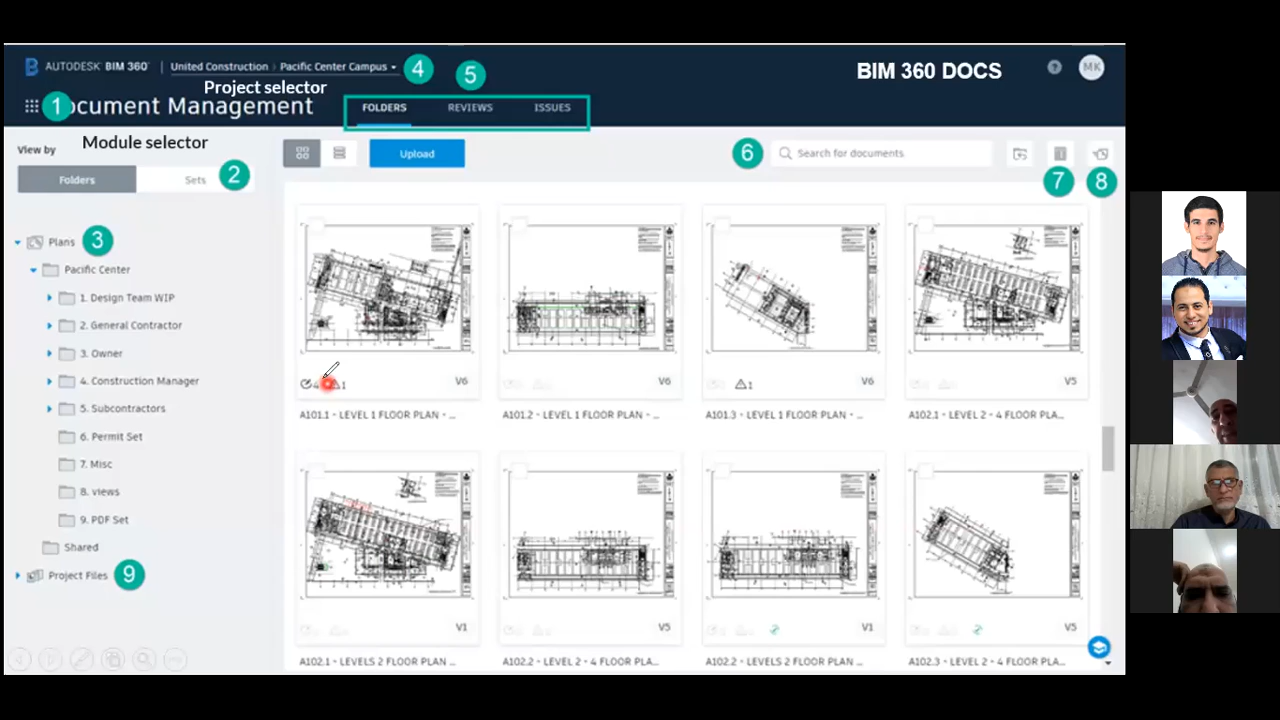 AUTODESK® BIM 360™
United Construction > Pacific Center Campus
4
5
BIM 360 DOCS
MK
Project selector
1
ocument Management
FOLDERS
REVIEWS
ISSUES
Module selector
View by
Upload
6
Search for documents
Folders
Sets
2
7
8
Plans
3
Pacific Center
1. Design Team WIP
2. General Contractor
3. Owner
4. Construction Manager
5. Subcontractors
6. Permit Set
7. Misc
8. views
9. PDF Set
Shared
Project Files
9
4
1
V6
V6
1
V6
V5
A101.1 - LEVEL 1 FLOOR PLAN - ...
A101.2 - LEVEL 1 FLOOR PLAN - ...
A101.3 - LEVEL 1 FLOOR PLAN - ...
A102.1 - LEVEL 2 - 4 FLOOR PLA...
V1
V5
V1
V5
A102.1 - LEVELS 2 FLOOR PLAN ...
A102.2 - LEVEL 2 - 4 FLOOR PLA...
A102.2 - LEVELS 2 FLOOR PLAN ...
A102.3 - LEVEL 2 - 4 FLOOR PLA...